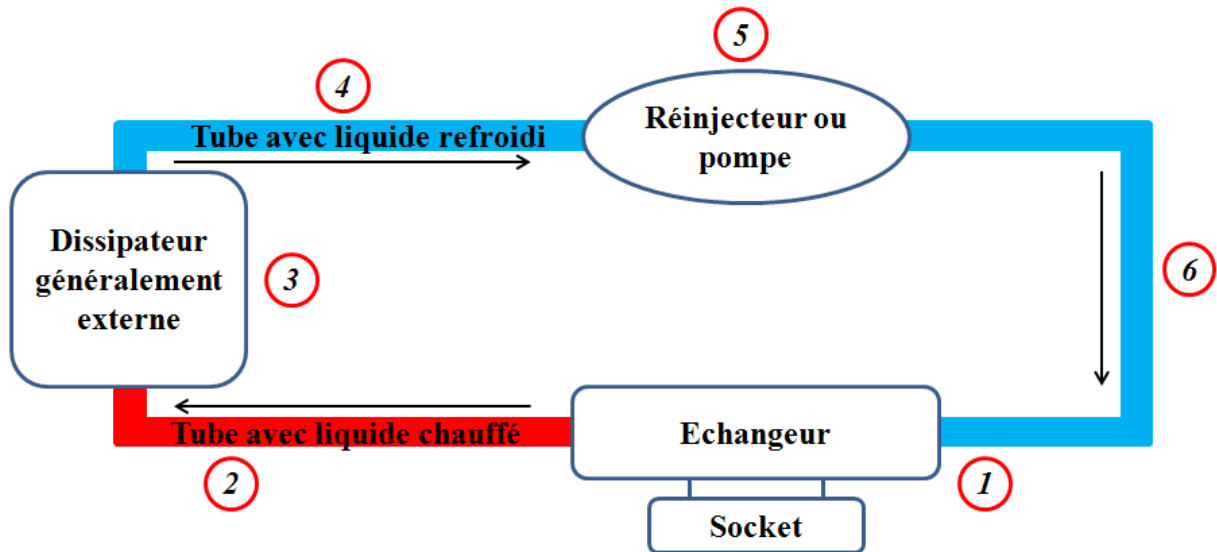 5
4
Tube avec liquide refroidi
Réinjecteur ou
pompe
Dissipateur
généralement
externe
3
6
Tube avec liquide chauffé
Echangeur
2
1
Socket